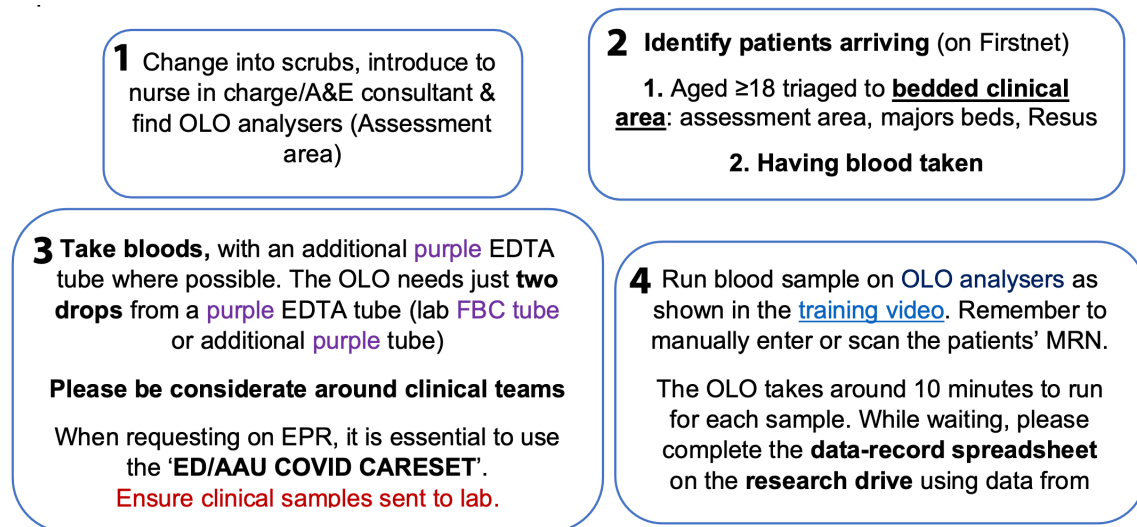 1 Change into scrubs, introduce to
nurse in charge/A&E consultant &
find OLO analysers (Assessment
area)
2 Identify patients arriving (on Firstnet)
1. Aged ≥18 triaged to bedded clinical
area: assessment area, majors beds, Resus
2. Having blood taken
3 Take bloods, with an additional purple EDTA
tube where possible. The OLO needs just two
drops from a purple EDTA tube (lab FBC tube
or additional purple tube)
Please be considerate around clinical teams
When requesting on EPR, it is essential to use
the ‘ED/AAU COVID CARESET’.
Ensure clinical samples sent to lab.
4 Run blood sample on OLO analysers as
shown in the training video. Remember to
manually enter or scan the patients’ MRN.
The OLO takes around 10 minutes to run
for each sample. While waiting, please
complete the data-record spreadsheet
on the research drive using data from